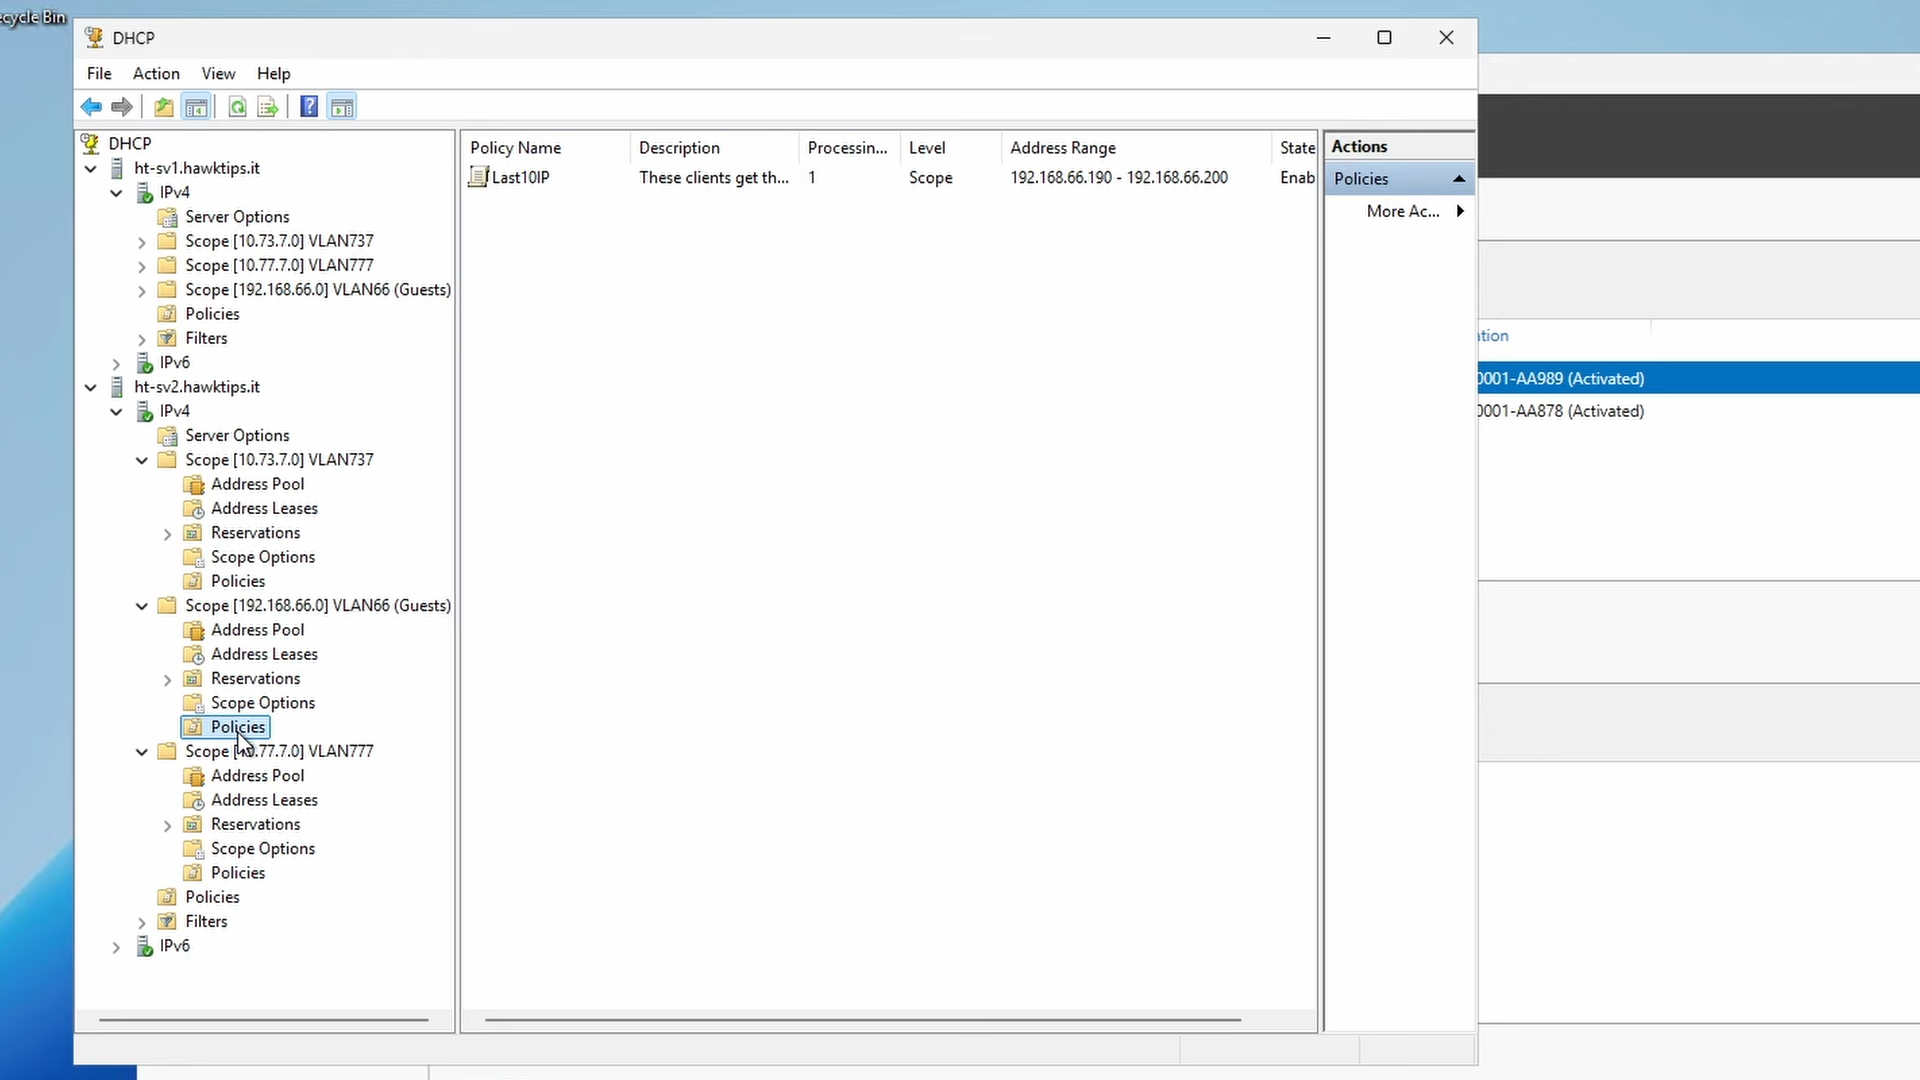 ecycle Bin
DHCP
File Action View Help
DHCP
ht-sv1.hawktips.it
IPv4
Server Options
Scope [10.73.7.0] VLAN737
Scope [10.77.7.0] VLAN777
Scope [192.168.66.0] VLAN66 (Guests)
Policies
Filters
IPv6
ht-sv2.hawktips.it
IPv4
Server Options
Scope [10.73.7.0] VLAN737
Address Pool
Address Leases
Reservations
Scope Options
Policies
Scope [192.168.66.0] VLAN66 (Guests)
Address Pool
Address Leases
Reservations
Scope Options
Policies
Scope [10.77.7.0] VLAN777
Address Pool
Address Leases
Reservations
Scope Options
Policies
Policies
Filters
IPv6
Policy Name Description Processin... Level Address Range State
Last10IP These clients get th... 1 Scope 192.168.66.190 - 192.168.66.200 Enab
Actions
Policies
More Ac...
ation
0001-AA989 (Activated)
0001-AA878 (Activated)